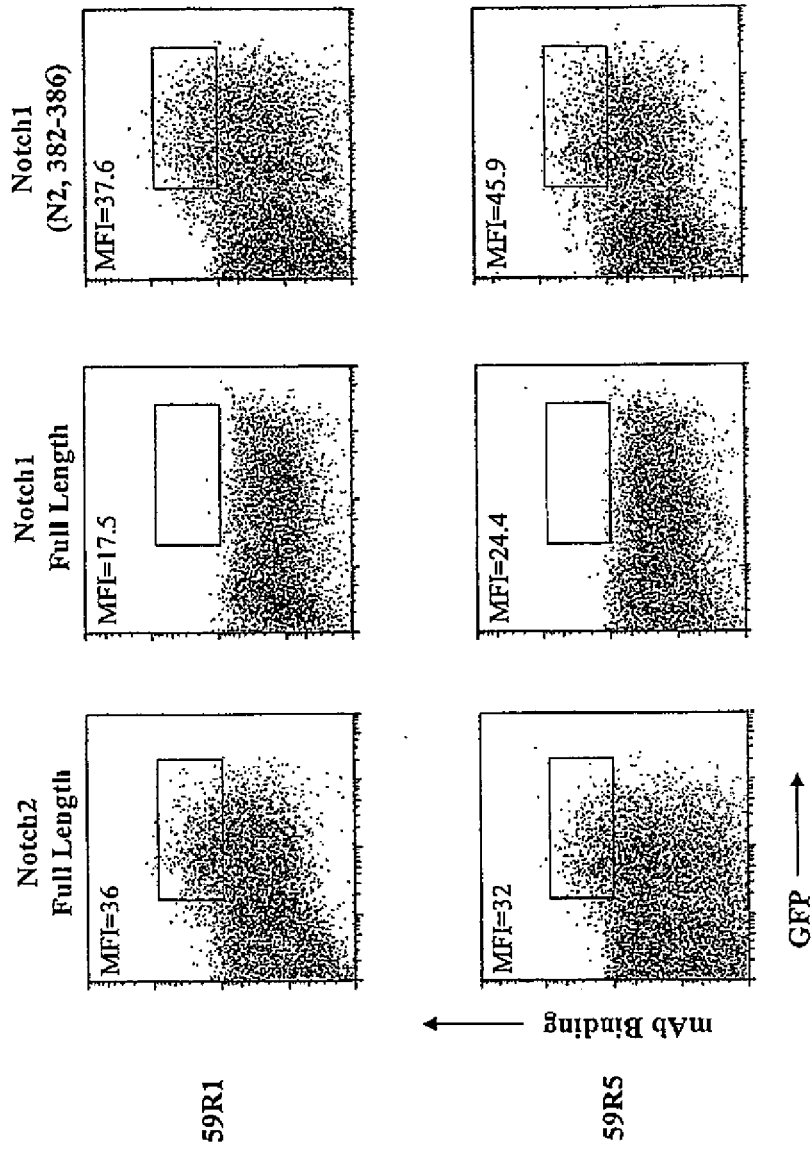 Notch2
Full Length
Notch1
Full Length
Notch1
(N2, 382-386)
59R1
MFI=36
MFI=17.5
MFI=37.6
59R5
MFI=32
MFI=24.4
MFI=45.9
mAb Binding
GFP